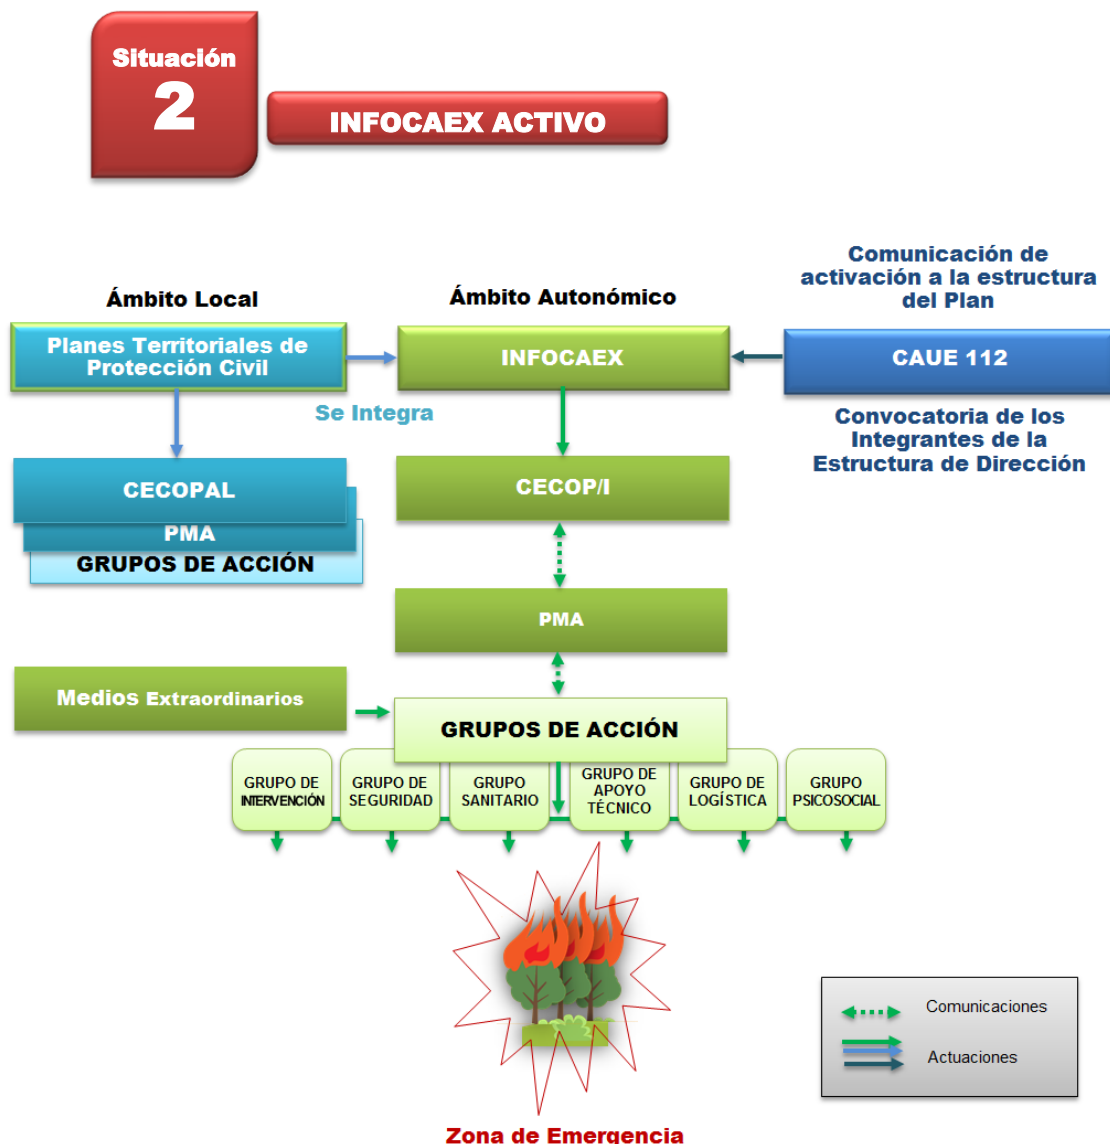 Situación
2
INFOCAEX ACTIVO
Comunicación de
activación a la estructura
del Plan
Ámbito Local
Ámbito Autonómico
Planes Territoriales de
Protección Civil
INFOCAEX
CAUE 112
Se Integra
Convocatoria de los
Integrantes de la
Estructura de Dirección
CECOPAL
PMA
GRUPOS DE ACCIÓN
CECOP/I
PMA
Medios Extraordinarios
GRUPOS DE ACCIÓN
GRUPO DE
INTERVENCIÓN
GRUPO DE
SEGURIDAD
GRUPO
SANITARIO
GRUPO DE
APOYO
TÉCNICO
GRUPO DE
LOGÍSTICA
GRUPO
PSICOSOCIAL
Comunicaciones
Actuaciones
Zona de Emergencia